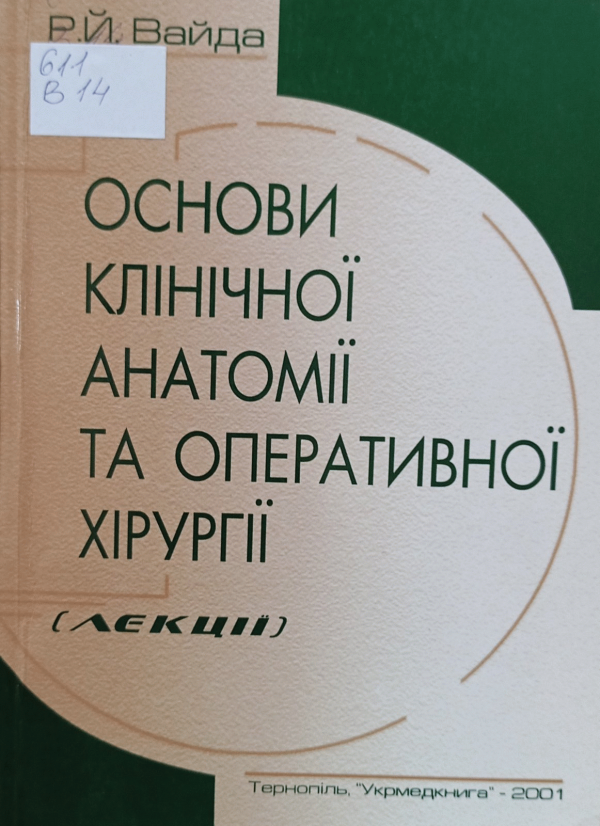 Р.Й. Вайда
611
В 14
ОСНОВИ
КЛІНІЧНОЇ
АНАТОМІЇ
ТА ОПЕРАТИВНОЇ
ХІРУРГІЇ
(ЛЕКЦІЇ)
Тернопіль, "Укрмедкнига" - 2001